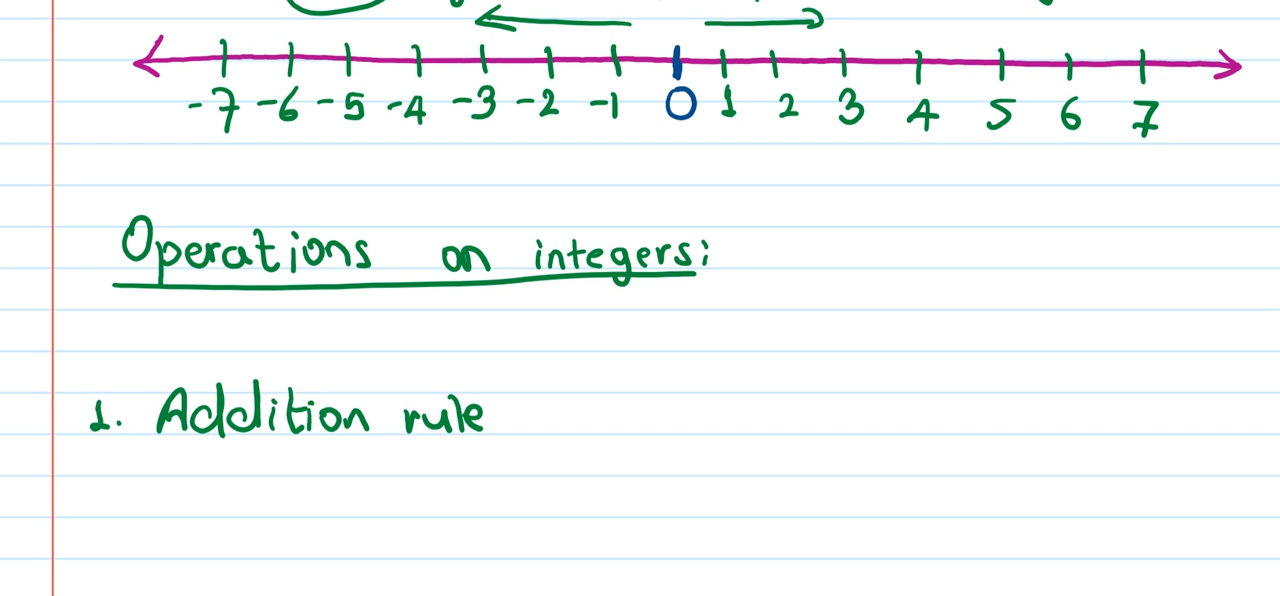 -7 -6 -5 -4 -3 -2 -1 0 1 2 3 4 5 6 7
Operations on integers:
1. Addition rule